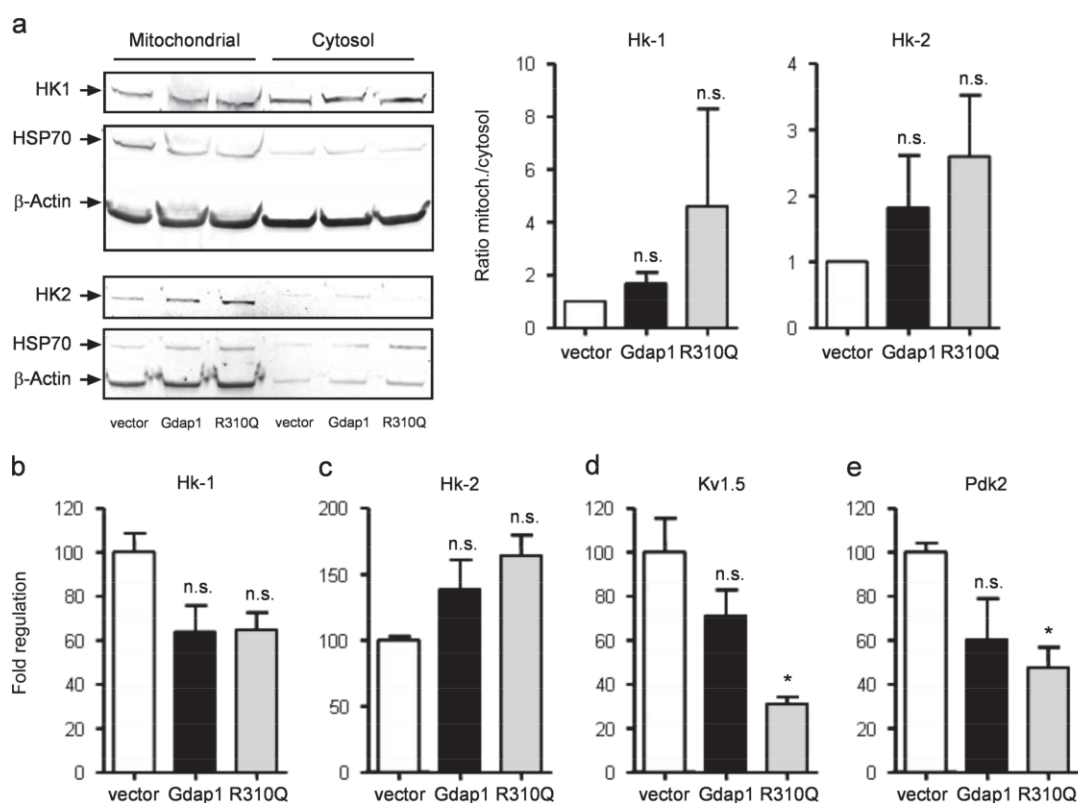 a
Mitochondrial Cytosol
HK1
HSP70
β-Actin
HK2
HSP70
β-Actin
vector Gdap1 R310Q vector Gdap1 R310Q
Hk-1
Ratio mitoch./cytosol
10
8
6
4
2
0
n.s.
n.s.
vector Gdap1 R310Q
Hk-2
4
3
2
1
0
n.s.
n.s.
vector Gdap1 R310Q
b
Hk-1
Fold regulation
120
100
80
60
40
20
0
n.s.
n.s.
vector Gdap1 R310Q
c
Hk-2
200
150
100
50
0
n.s.
n.s.
vector Gdap1 R310Q
d
Kv1.5
120
100
80
60
40
20
0
n.s.
*
vector Gdap1 R310Q
e
Pdk2
120
100
80
60
40
20
0
n.s.
*
vector Gdap1 R310Q